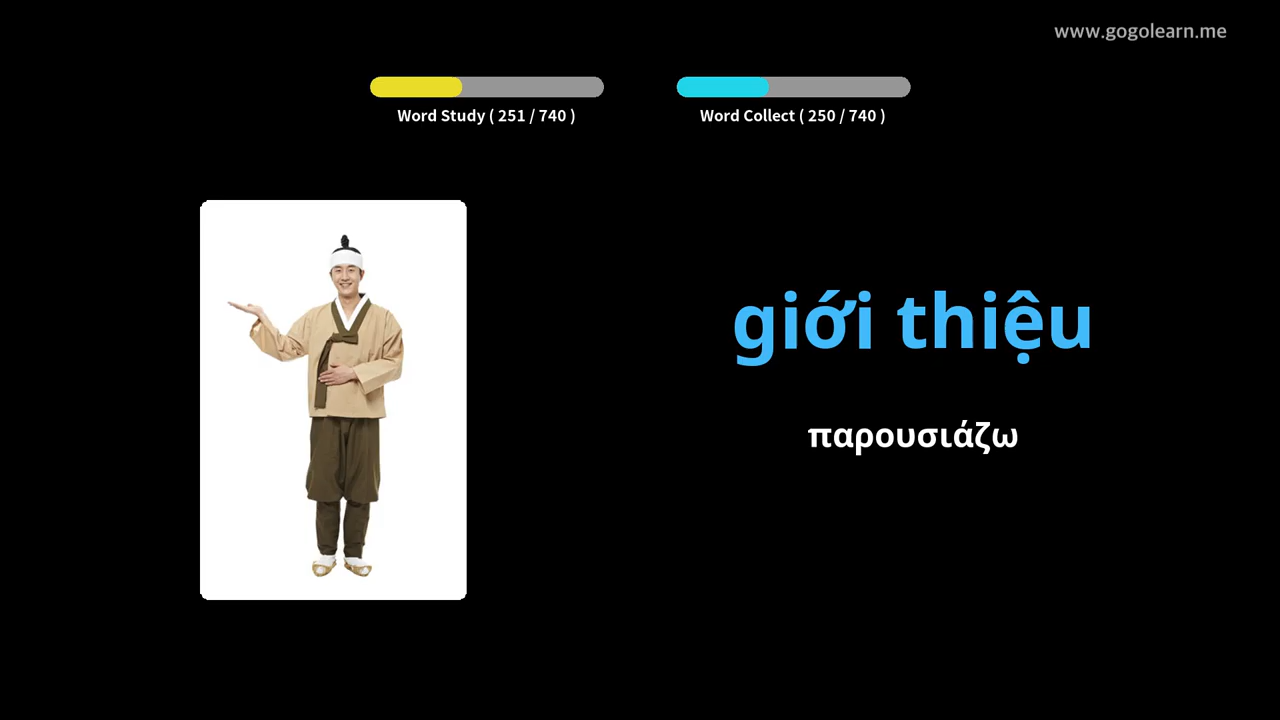 www.gogolearn.me
Word Study ( 251 / 740 )
Word Collect ( 250 / 740 )
giới thiệu
παρουσιάζω